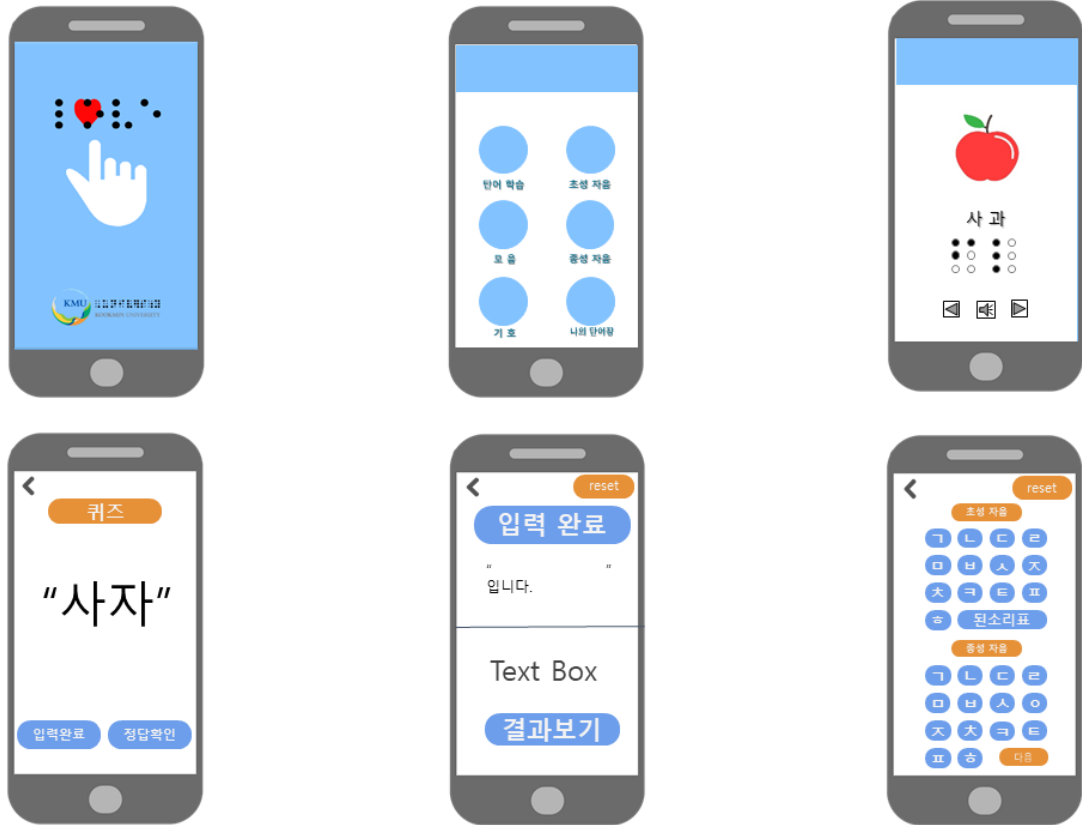 KMU
KOOKMIN UNIVERSITY
단어 학습
초성 자음
모 음
종성 자음
기 호
나의 단어장
사 과
퀴즈
“사자”
입력완료
정답확인
reset
입력 완료
“ ”
입니다.
Text Box
결과보기
reset
초성 자음
ㄱ ㄴ ㄷ ㄹ
ㅁ ㅂ ㅅ ㅈ
ㅊ ㅋ ㅌ ㅍ
ㅎ 된소리표
종성 자음
ㄱ ㄴ ㄷ ㄹ
ㅁ ㅂ ㅅ ㅇ
ㅈ ㅊ ㅋ ㅌ
ㅍ ㅎ 다음